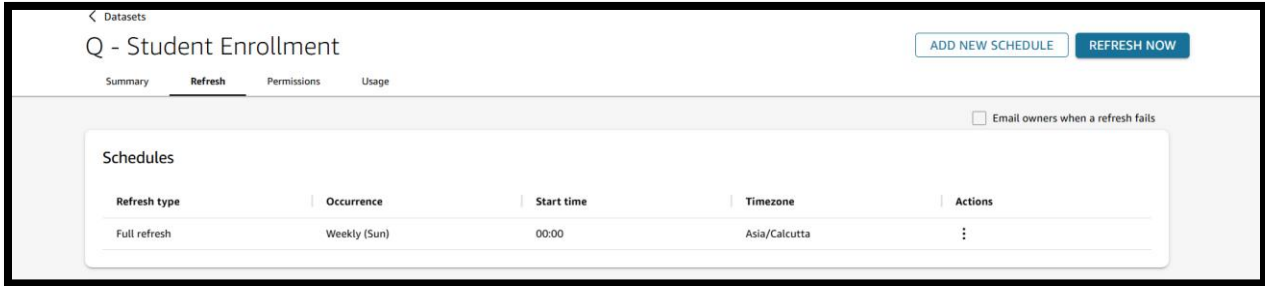 Datasets
Q - Student Enrollment
ADD NEW SCHEDULE
REFRESH NOW
Summary Refresh Permissions Usage
Email owners when a refresh fails
Schedules
Refresh type Occurrence Start time Timezone Actions
Full refresh Weekly (Sun) 00:00 Asia/Calcutta